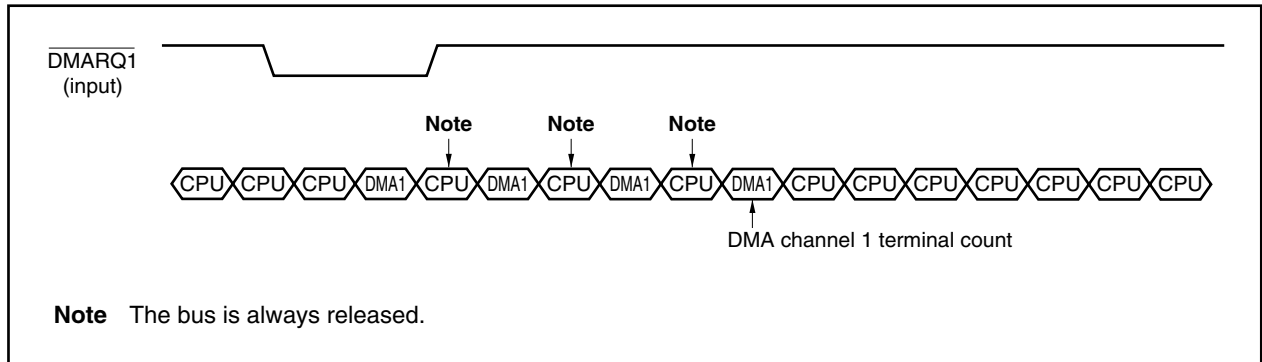 DMARQ1
(input)
Note Note Note
CPU CPU CPU DMA1 CPU DMA1 CPU DMA1 CPU DMA1 CPU CPU CPU CPU CPU CPU CPU
DMA channel 1 terminal count
Note The bus is always released.